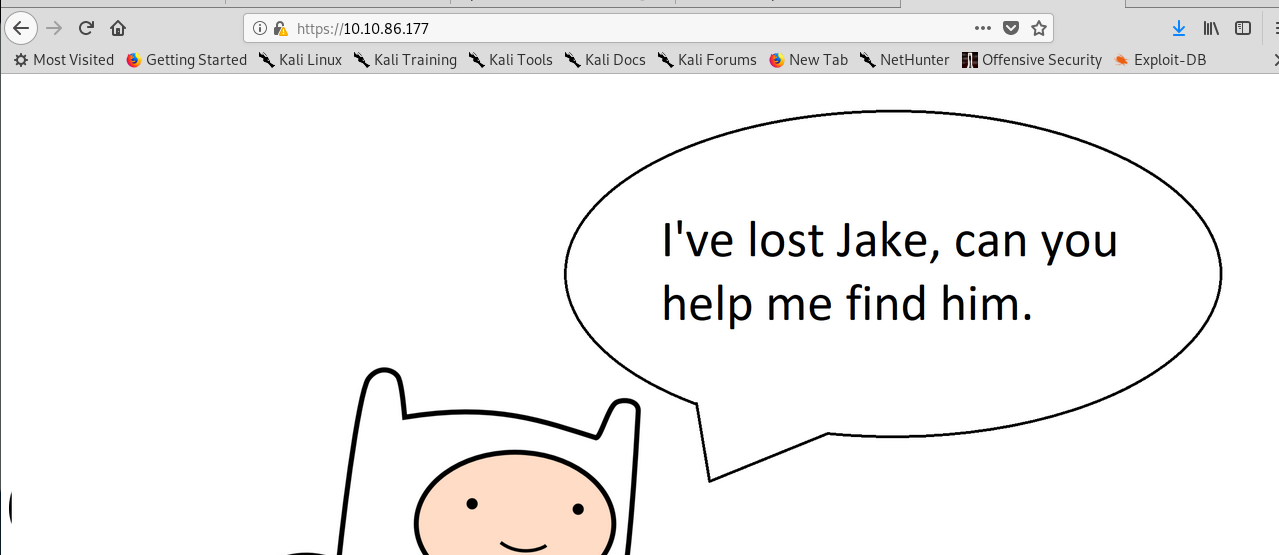 https://10.10.86.177
Most Visited Getting Started Kali Linux Kali Training Kali Tools Kali Docs Kali Forums New Tab NetHunter Offensive Security Exploit-DB
I've lost Jake, can you
help me find him.